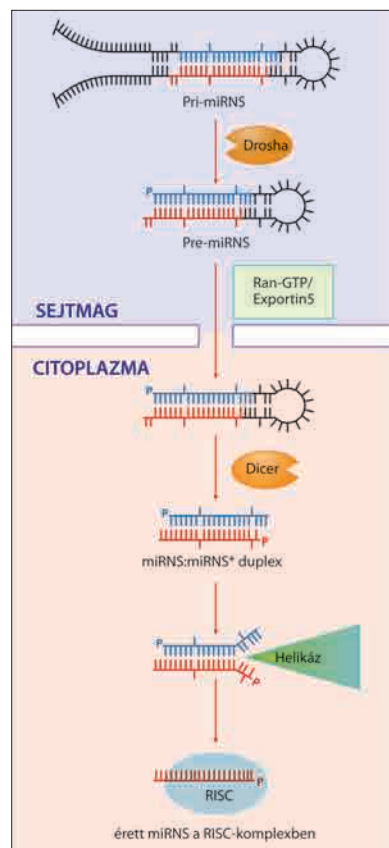 Pri-miRNS
Drosha
P
Pre-miRNS
Ran-GTP/
Exportin5
SEJTMAG
CITOPLAZMA
P
Dicer
P
P
miRNS:miRNS* duplex
P
Helikáz
P
P
RISC
érett miRNS a RISC-komplexben